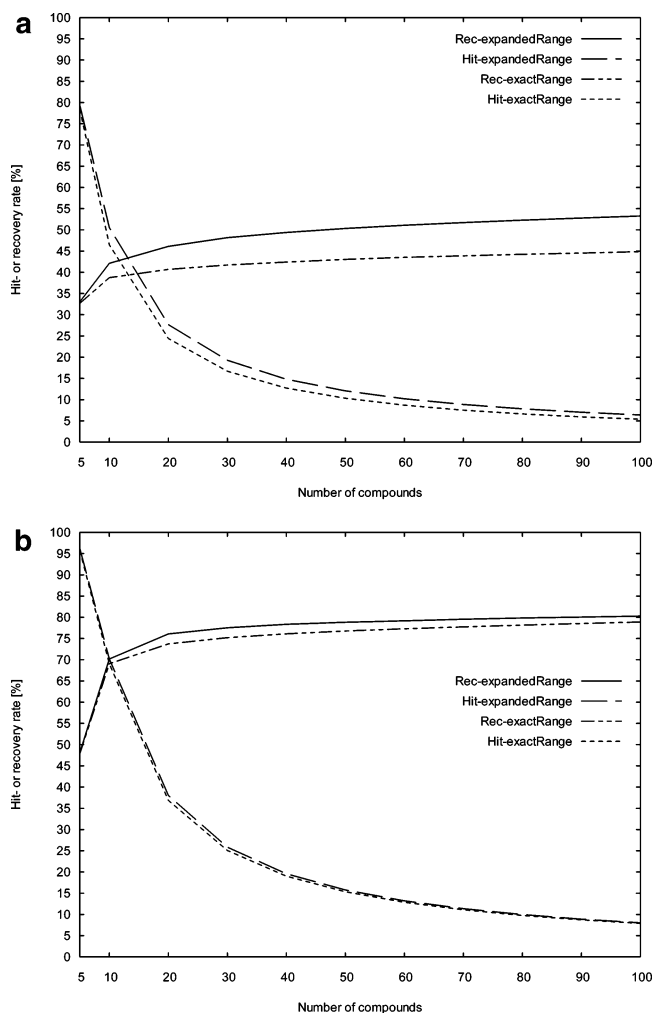 a
100
95
90
85
80
75
70
65
60
55
50
45
40
35
30
25
20
15
10
5
0
Hit- or recovery rate [%]
Rec-expandedRange
Hit-expandedRange
Rec-exactRange
Hit-exactRange
5 10 20 30 40 50 60 70 80 90 100
Number of compounds
b
100
95
90
85
80
75
70
65
60
55
50
45
40
35
30
25
20
15
10
5
0
Hit- or recovery rate [%]
Rec-expandedRange
Hit-expandedRange
Rec-exactRange
Hit-exactRange
5 10 20 30 40 50 60 70 80 90 100
Number of compounds